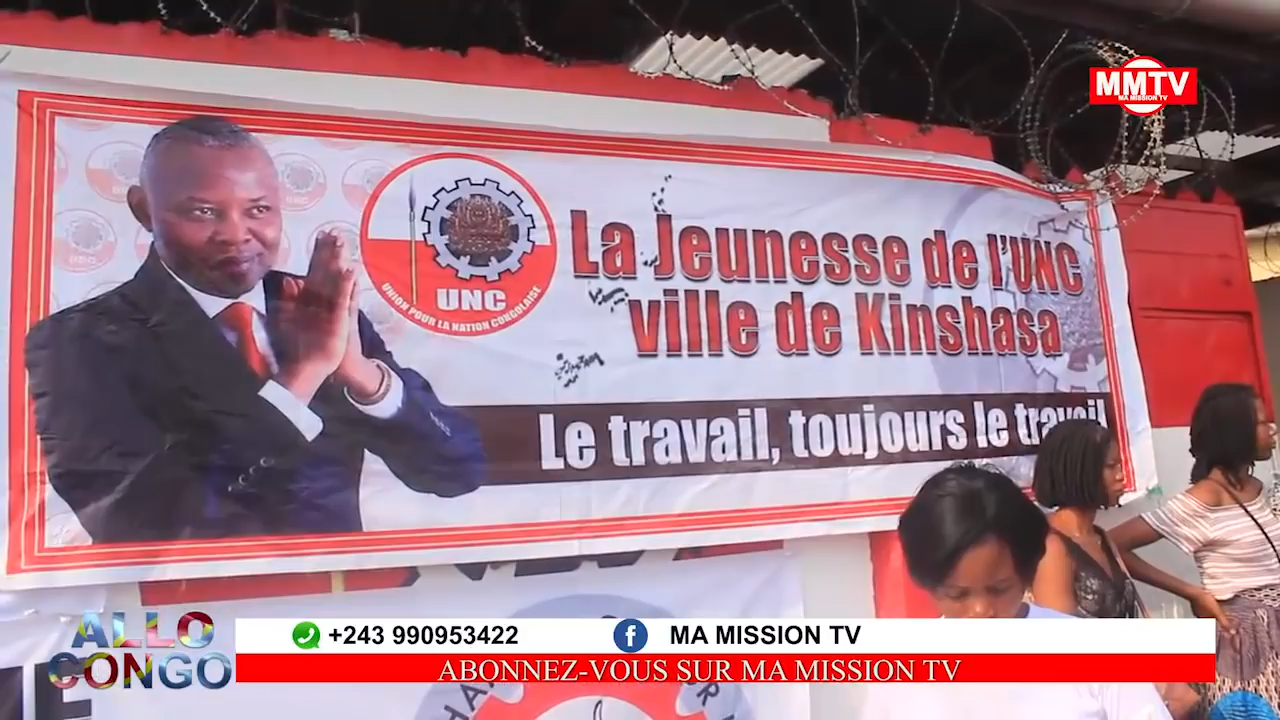 MMTV
MA MISSION TV
UNC
UNION POUR LA NATION CONGOLAISE
La Jeunesse de l'UNC
ville de Kinshasa
Le travail, toujours le travail
ALLO
CONGO
+243 990953422
MA MISSION TV
ABONNEZ-VOUS SUR MA MISSION TV